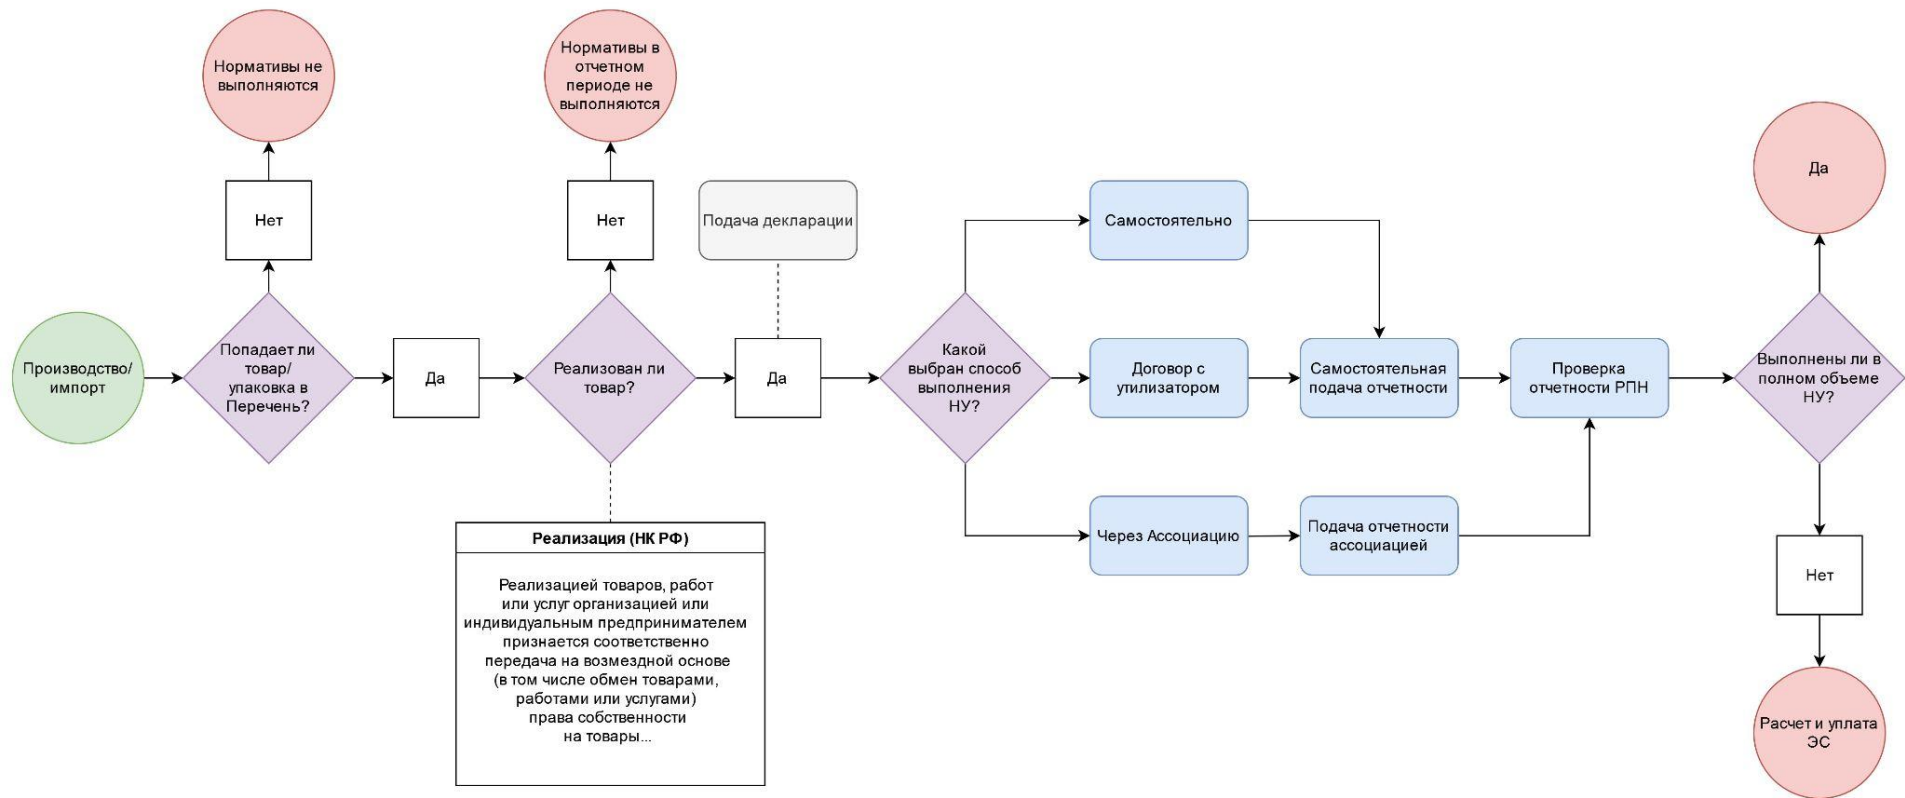 Производство/
импорт
Попадает ли
товар/
упаковка в
Перечень?
Нет
Нормативы не
выполняются
Да
Реализован ли
товар?
Нет
Нормативы в
отчетном
периоде не
выполняются
Реализация (НК РФ)
Реализацией товаров, работ
или услуг организацией или
индивидуальным предпринимателем
признается соответственно
передача на возмездной основе
(в том числе обмен товарами,
работами или услугами)
права собственности
на товары...
Да
Подача декларации
Какой
выбран способ
выполнения
НУ?
Самостоятельно
Договор с
утилизатором
Самостоятельная
подача отчетности
Через Ассоциацию
Подача отчетности
ассоциацией
Проверка
отчетности РПН
Выполнены ли в
полном объеме
НУ?
Да
Нет
Расчет и уплата
ЭС